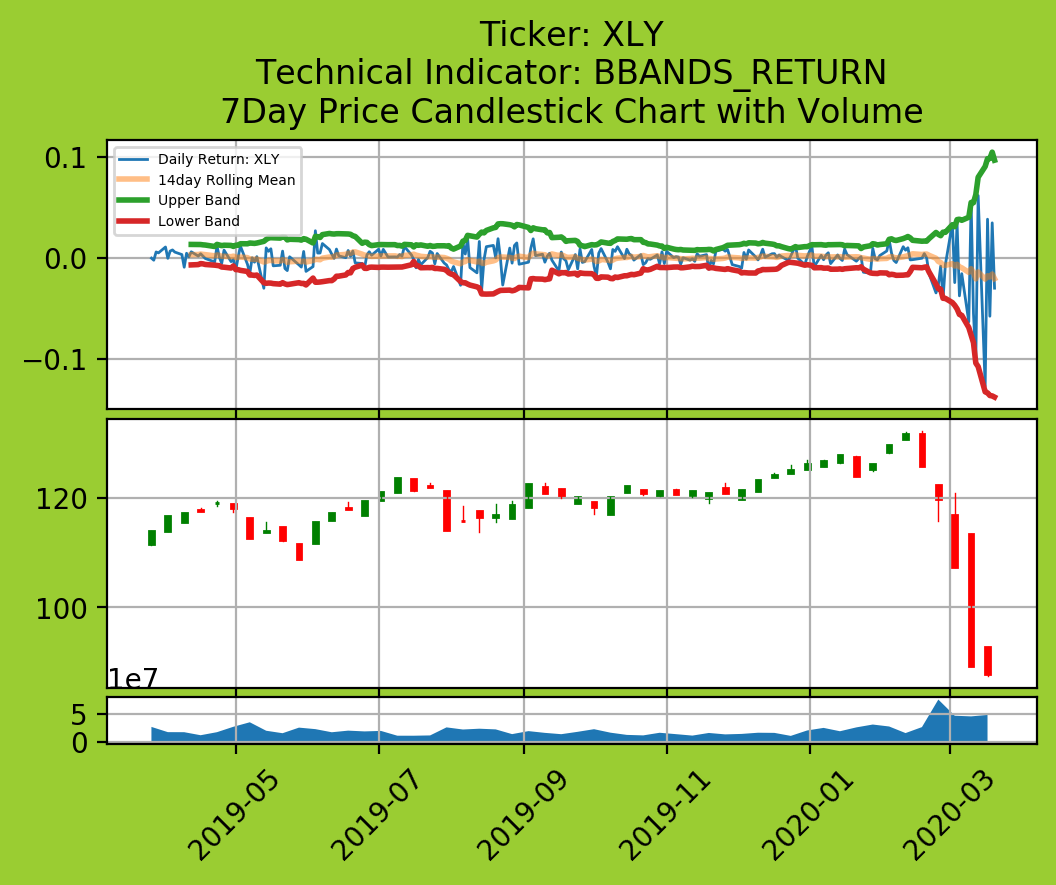 Ticker: XLY
Technical Indicator: BBANDS_RETURN
7Day Price Candlestick Chart with Volume
Daily Return: XLY
14day Rolling Mean
Upper Band
Lower Band
0.1
0.0
−0.1
120
100
1e7
5
0
2019-05
2019-07
2019-09
2019-11
2020-01
2020-03